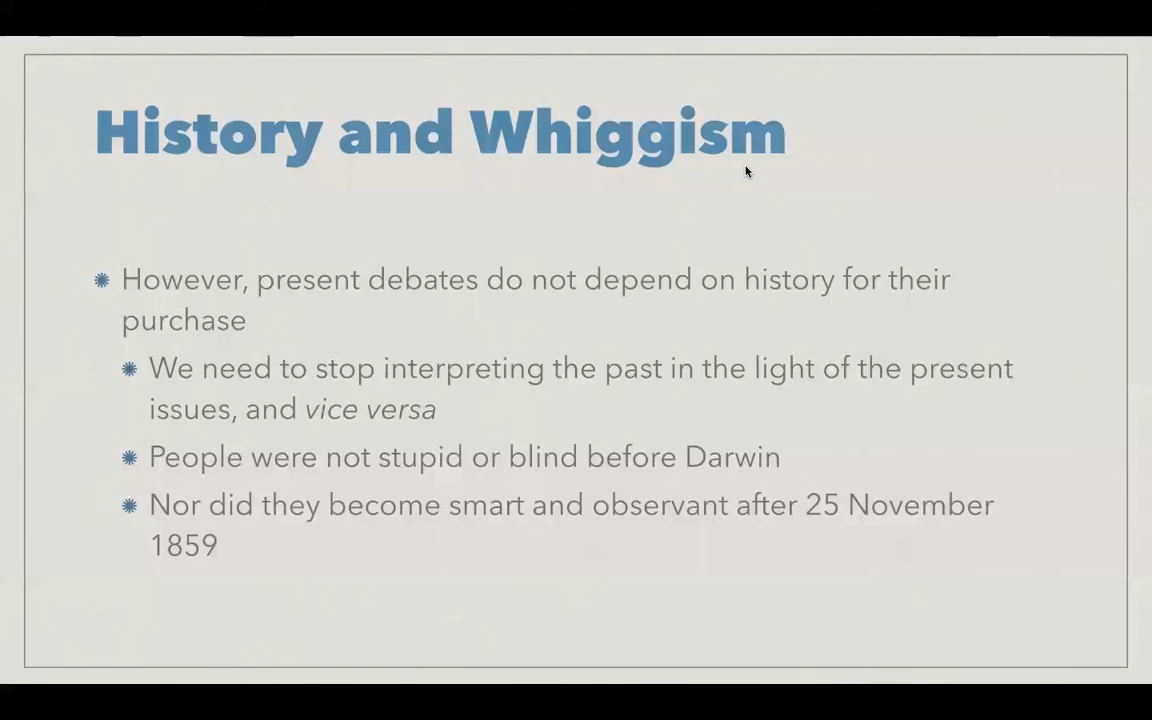 History and Whiggism
However, present debates do not depend on history for their
purchase
We need to stop interpreting the past in the light of the present
issues, and vice versa
People were not stupid or blind before Darwin
Nor did they become smart and observant after 25 November
1859